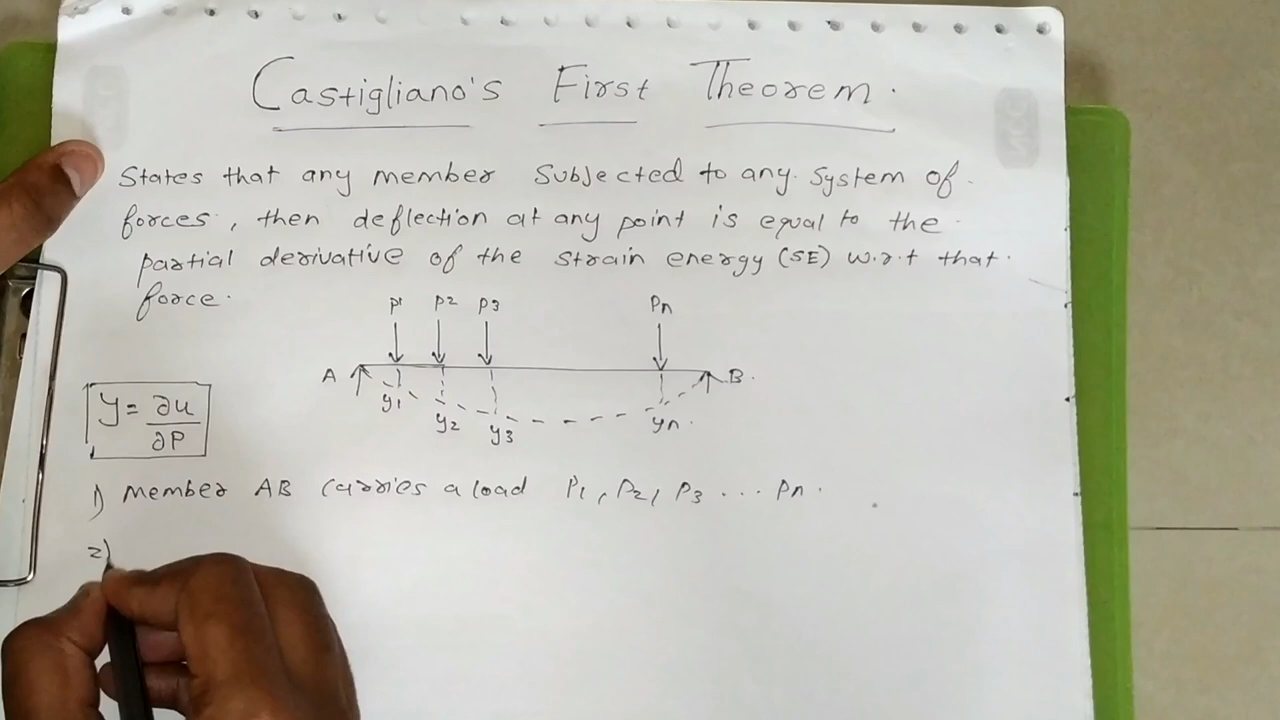 Castigliano's First Theorem.
States that any member Subjected to any System of
forces, then deflection at any point is equal to the
partial derivative of the strain energy (SE) w.r.t that.
force.
P1 P2 P3 Pn
A B.
y1 y2 y3 yn.
y = ∂u/∂P
1) member AB carries a load P1, P2, P3 ... Pn.
2)